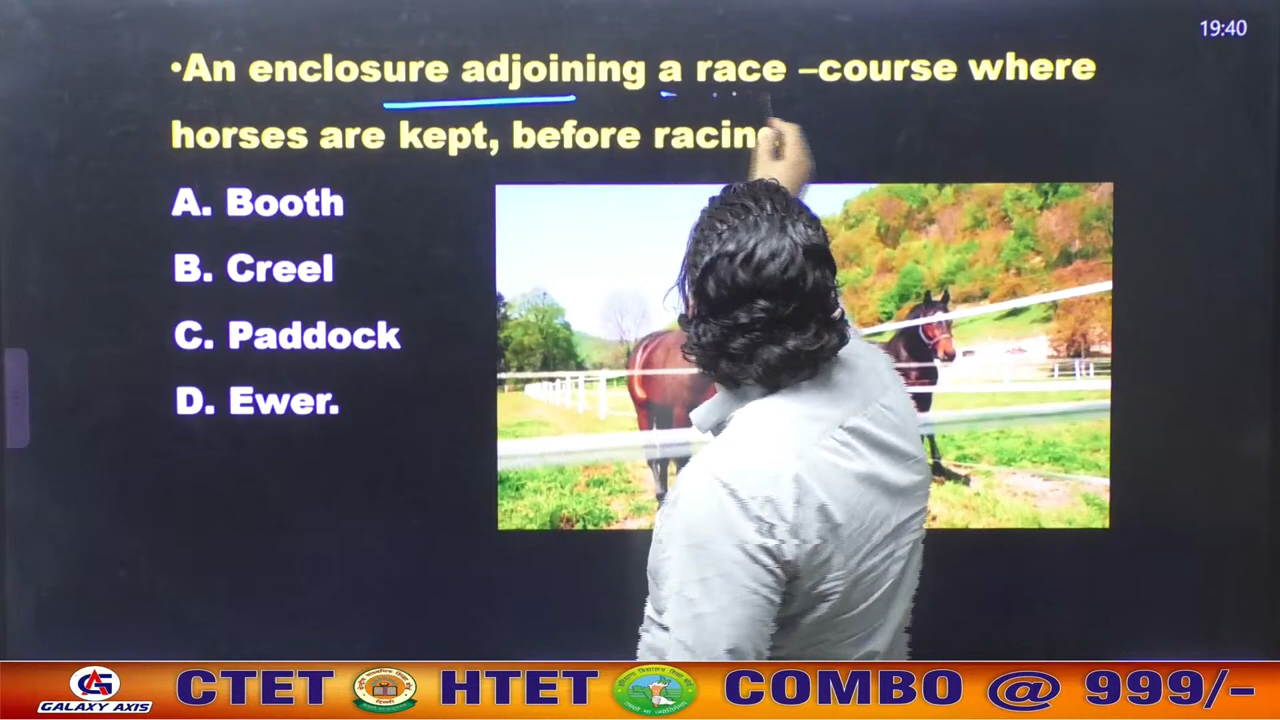 19:40
•An enclosure adjoining a race –course where
horses are kept, before racing
A. Booth
B. Creel
C. Paddock
D. Ewer.
GALAXY AXIS
CTET HTET COMBO @ 999/-